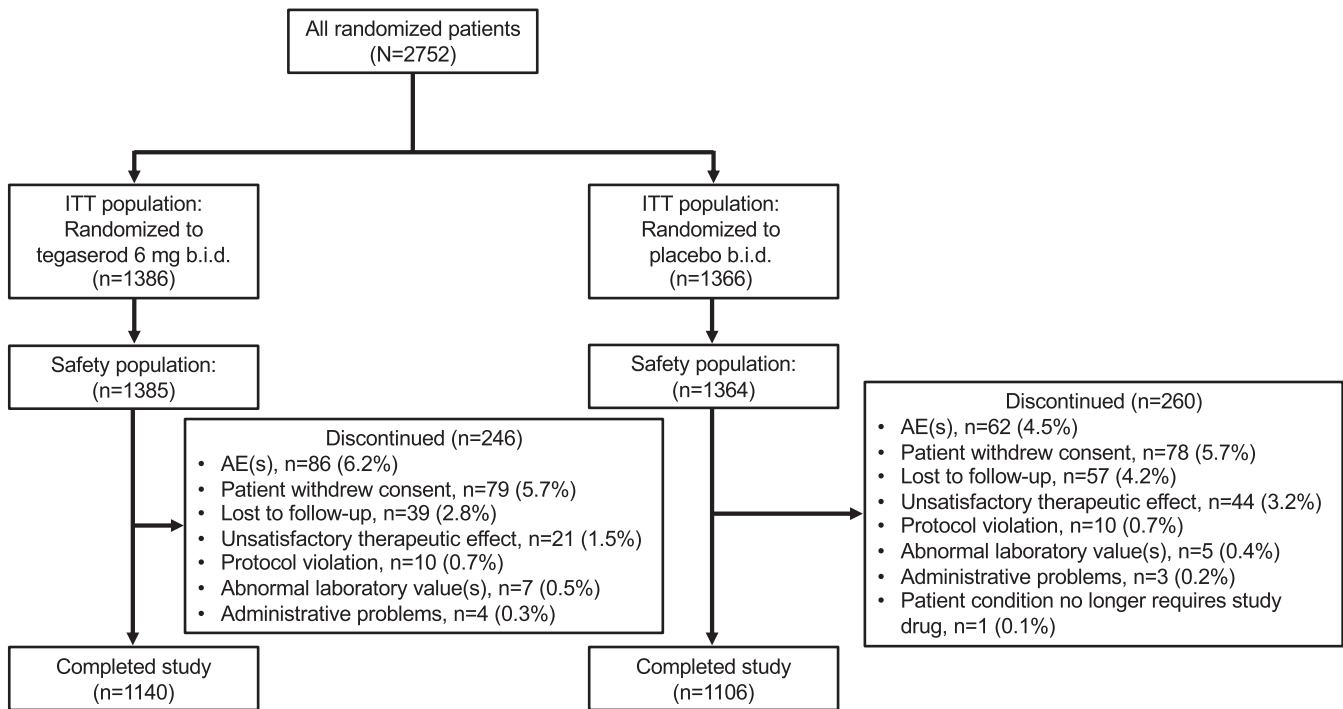 All randomized patients
(N=2752)
ITT population:
Randomized to
tegaserod 6 mg b.i.d.
(n=1386)
ITT population:
Randomized to
placebo b.i.d.
(n=1366)
Safety population:
(n=1385)
Safety population:
(n=1364)
Discontinued (n=246)
• AE(s), n=86 (6.2%)
• Patient withdrew consent, n=79 (5.7%)
• Lost to follow-up, n=39 (2.8%)
• Unsatisfactory therapeutic effect, n=21 (1.5%)
• Protocol violation, n=10 (0.7%)
• Abnormal laboratory value(s), n=7 (0.5%)
• Administrative problems, n=4 (0.3%)
Discontinued (n=260)
• AE(s), n=62 (4.5%)
• Patient withdrew consent, n=78 (5.7%)
• Lost to follow-up, n=57 (4.2%)
• Unsatisfactory therapeutic effect, n=44 (3.2%)
• Protocol violation, n=10 (0.7%)
• Abnormal laboratory value(s), n=5 (0.4%)
• Administrative problems, n=3 (0.2%)
• Patient condition no longer requires study
drug, n=1 (0.1%)
Completed study
(n=1140)
Completed study
(n=1106)